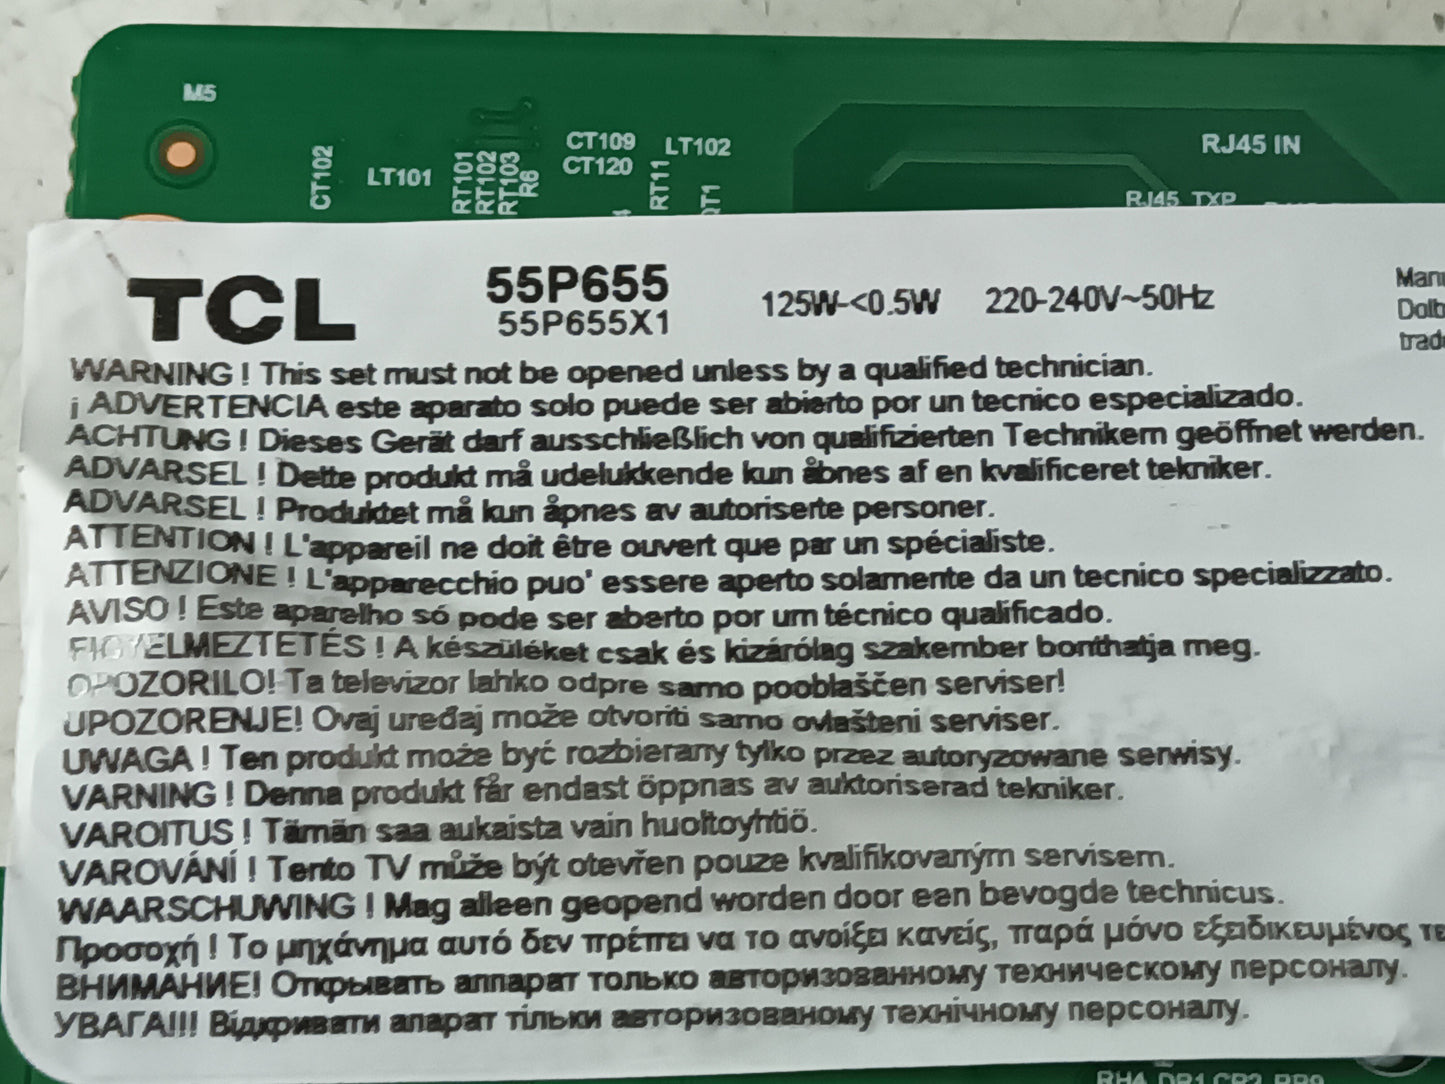 M5
CT102
LT101
RT101
RT102
RT103
R6
CT109
CT120
RT11
LT102
RJ45 IN
RJ45 TXP
TCL
55P655
55P655X1
125W-<0.5W 220-240V~50Hz
WARNING ! This set must not be opened unless by a qualified technician.
¡ ADVERTENCIA este aparato solo puede ser abierto por un tecnico especializado.
ACHTUNG ! Dieses Gerät darf ausschließlich von qualifizierten Technikern geöffnet werden.
ADVARSEL ! Dette produkt må udelukkende kun åbnes af en kvalificeret tekniker.
ADVARSEL ! Produktet må kun åpnes av autoriserte personer.
ATTENTION ! L'appareil ne doit être ouvert que par un spécialiste.
ATTENZIONE ! L'apparecchio puo' essere aperto solamente da un tecnico specializzato.
AVISO ! Este aparelho só pode ser aberto por um técnico qualificado.
FIGYELMEZTETÉS ! A készüléket csak és kizárólag szakember bonthatja meg.
OPOZORILO! Ta televizor lahko odpre samo pooblaščen serviser!
UPOZORENJE! Ovaj uređaj može otvoriti samo ovlašteni serviser.
UWAGA ! Ten produkt może być rozbierany tylko przez autoryzowane serwisy.
VARNING ! Denna produkt får endast öppnas av auktoriserad tekniker.
VAROITUS ! Tämän saa aukaista vain huoltoyhtiö.
VAROVÁNÍ ! Tento TV může být otevřen pouze kvalifikovaným servisem.
WAARSCHUWING ! Mag alleen geopend worden door een bevogde technicus.
Προσοχή ! Το μηχάνημα αυτό δεν πρέπει να το ανοίξει κανείς, παρά μόνο εξειδικευμένος
ВНИМАНИЕ! Открывать аппарат только авторизованному техническому персоналу.
УВАГА!!! Відкривати апарат тільки авторизованому технічному персоналу.